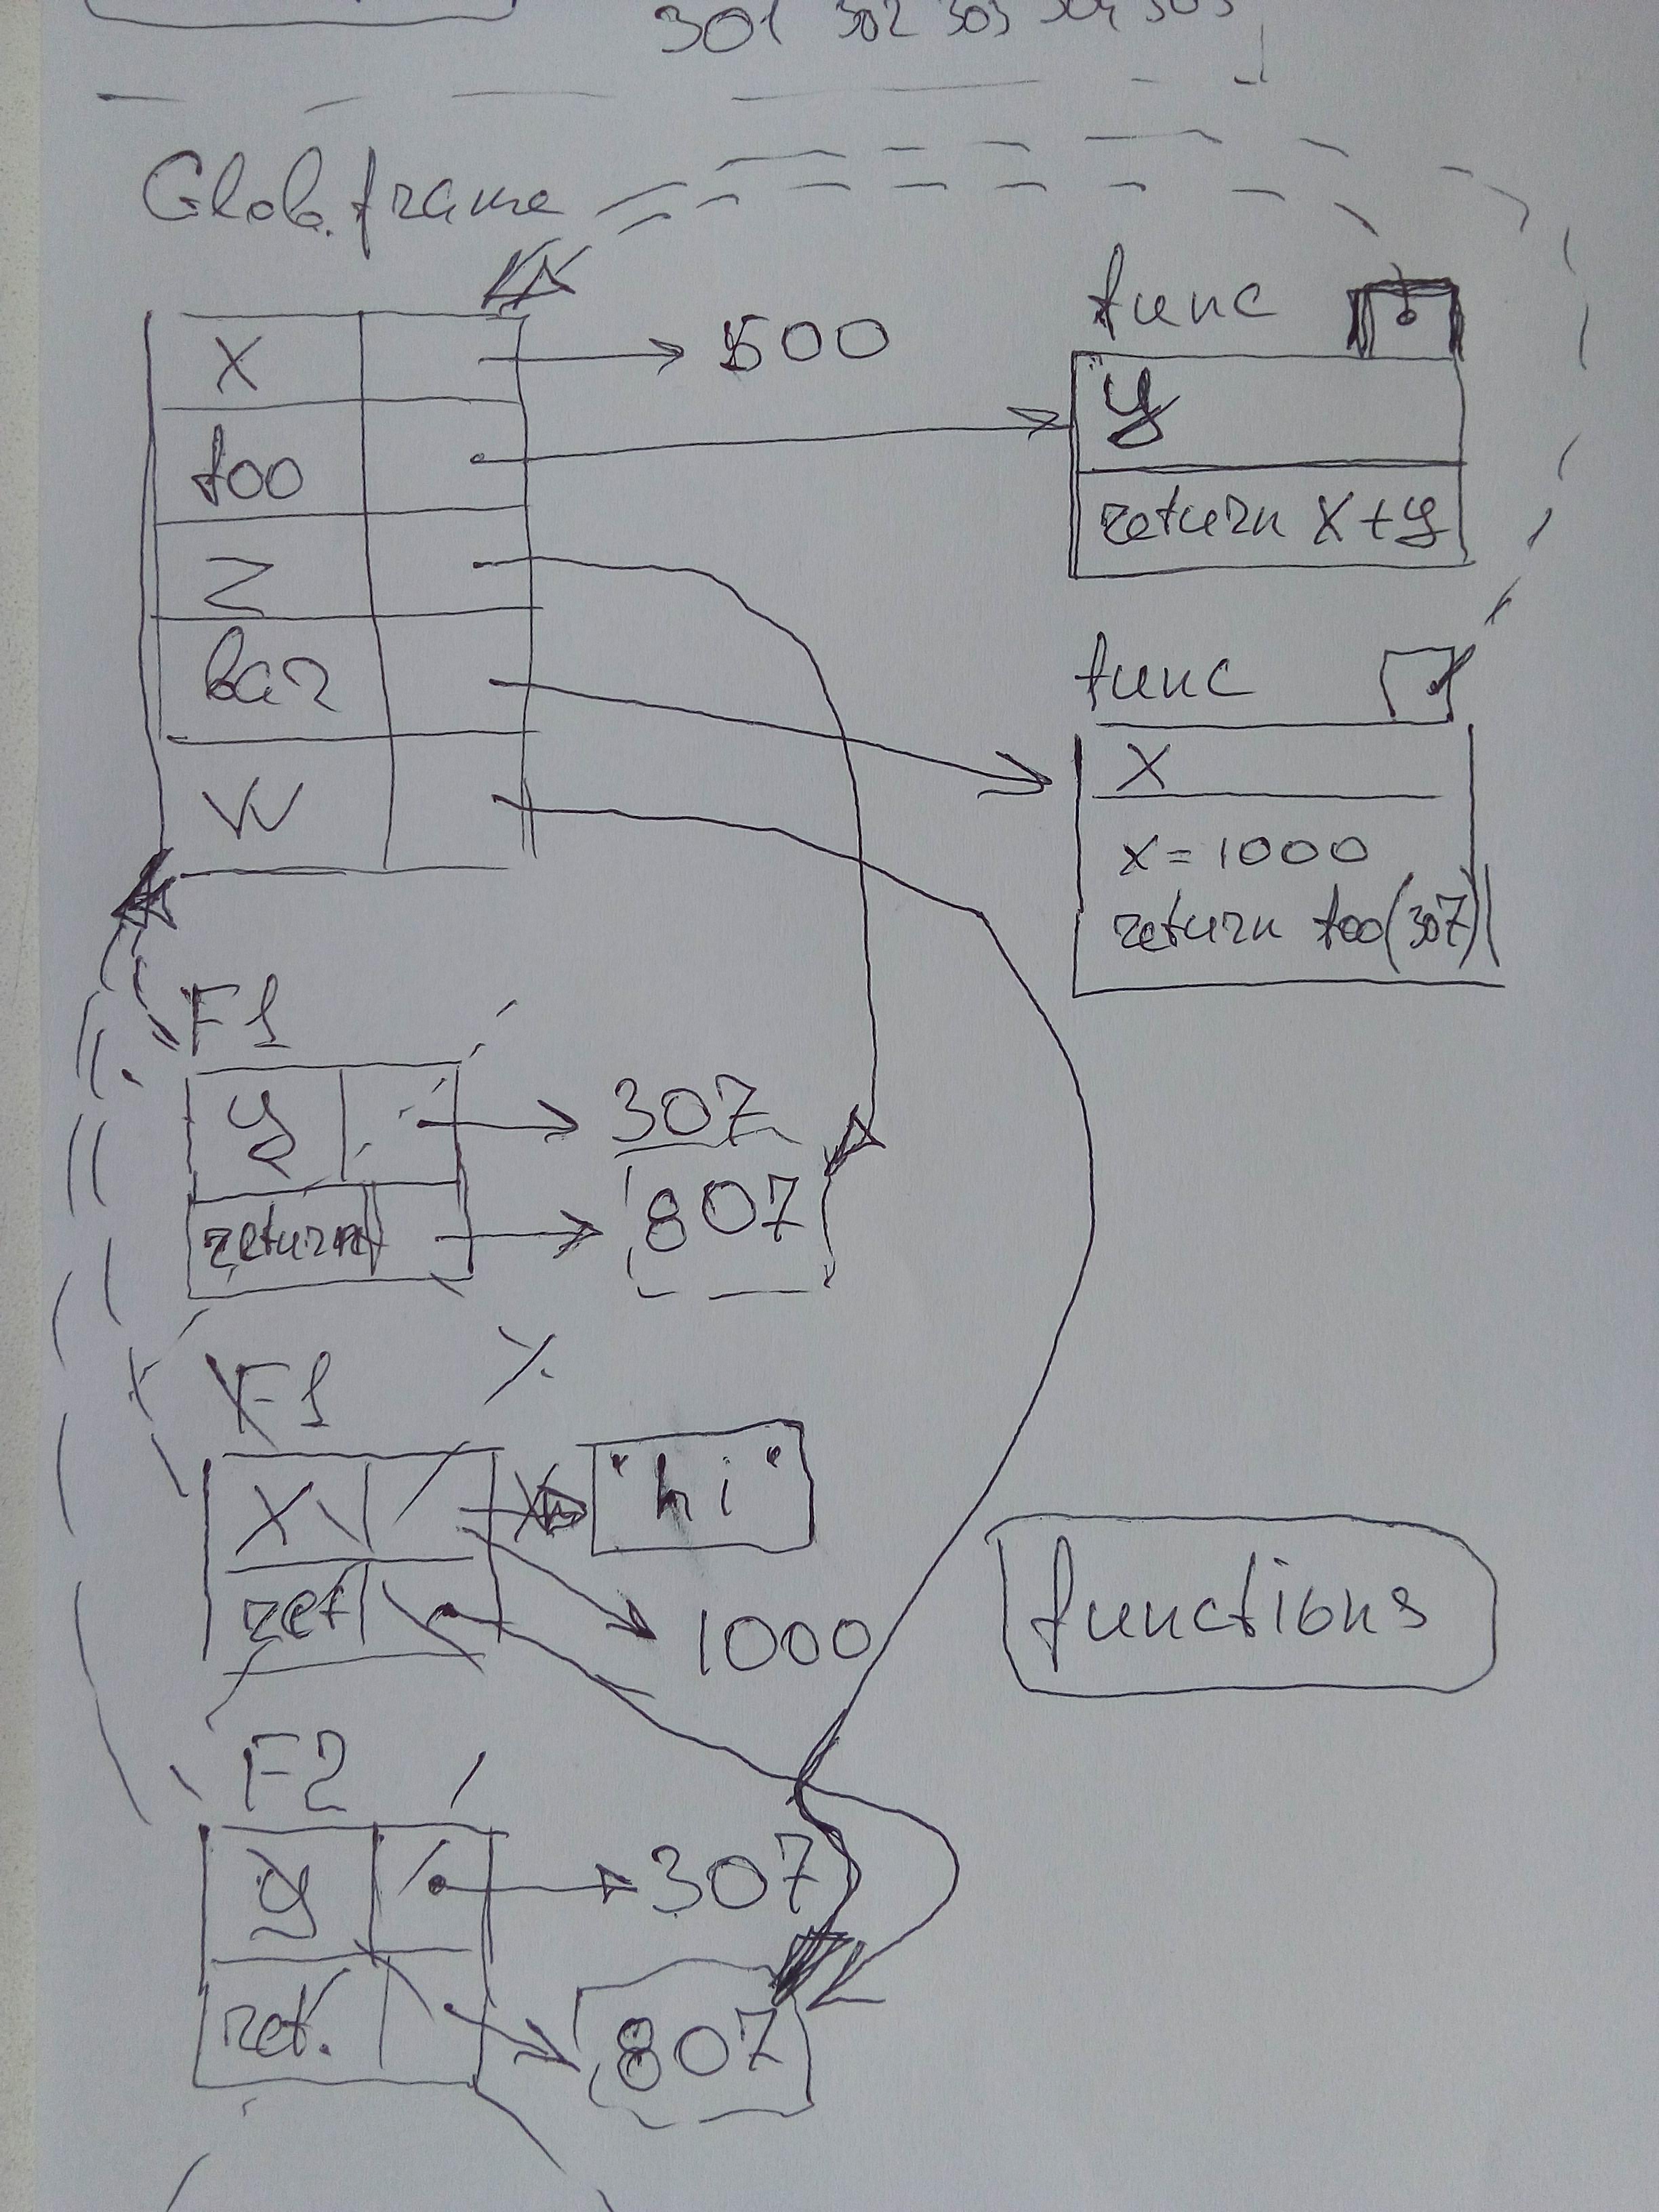 301 302 303 304 305
Glob. frame
x 500
foo
z
bar
w
func
y
return x+y
func
x
x = 1000
return foo(307)
F1
y 307
return 807
F1
x "hi"
ret 1000
functions
F2
y 307
ret. 807